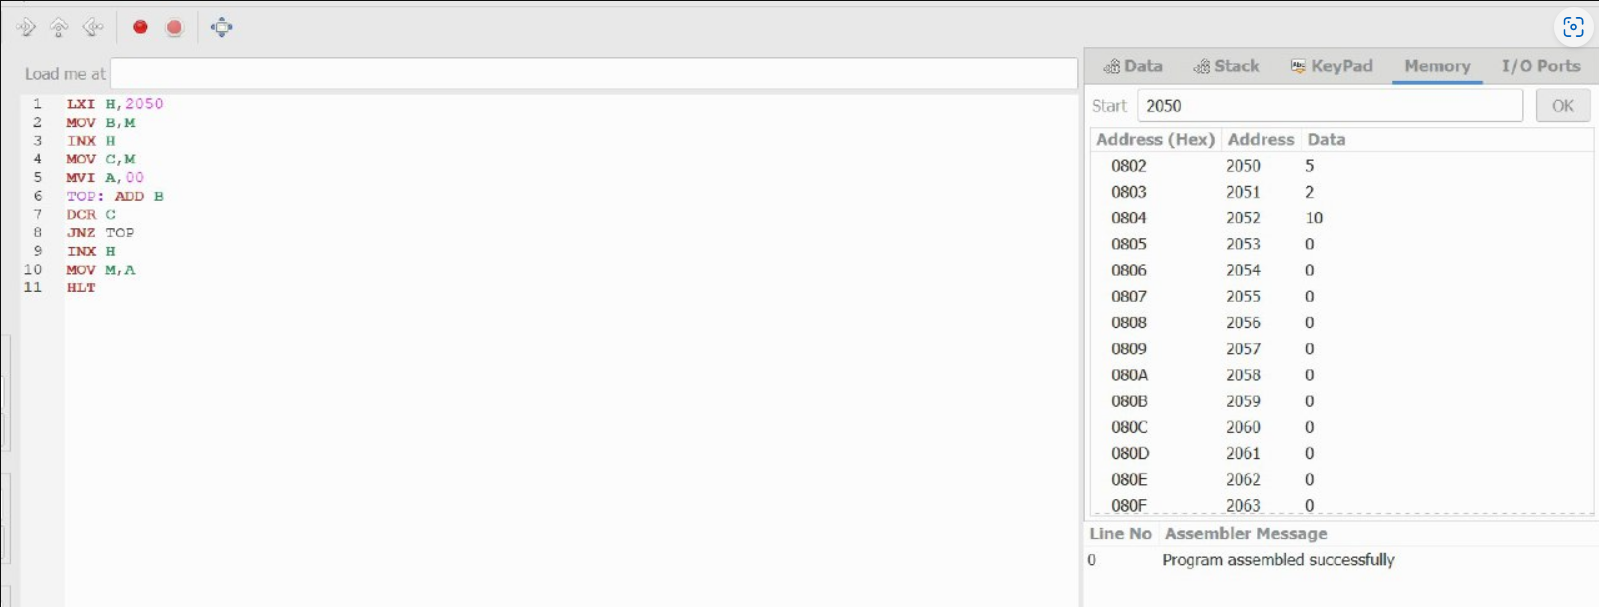 Load me at
1 LXI H,2050
2 MOV B,M
3 INX H
4 MOV C,M
5 MVI A,00
6 TOP: ADD B
7 DCR C
8 JNZ TOP
9 INX H
10 MOV M,A
11 HLT
Data Stack KeyPad Memory I/O Ports
Start 2050 OK
Address (Hex) Address Data
0802 2050 5
0803 2051 2
0804 2052 10
0805 2053 0
0806 2054 0
0807 2055 0
0808 2056 0
0809 2057 0
080A 2058 0
080B 2059 0
080C 2060 0
080D 2061 0
080E 2062 0
080F 2063 0
Line No Assembler Message
0 Program assembled successfully